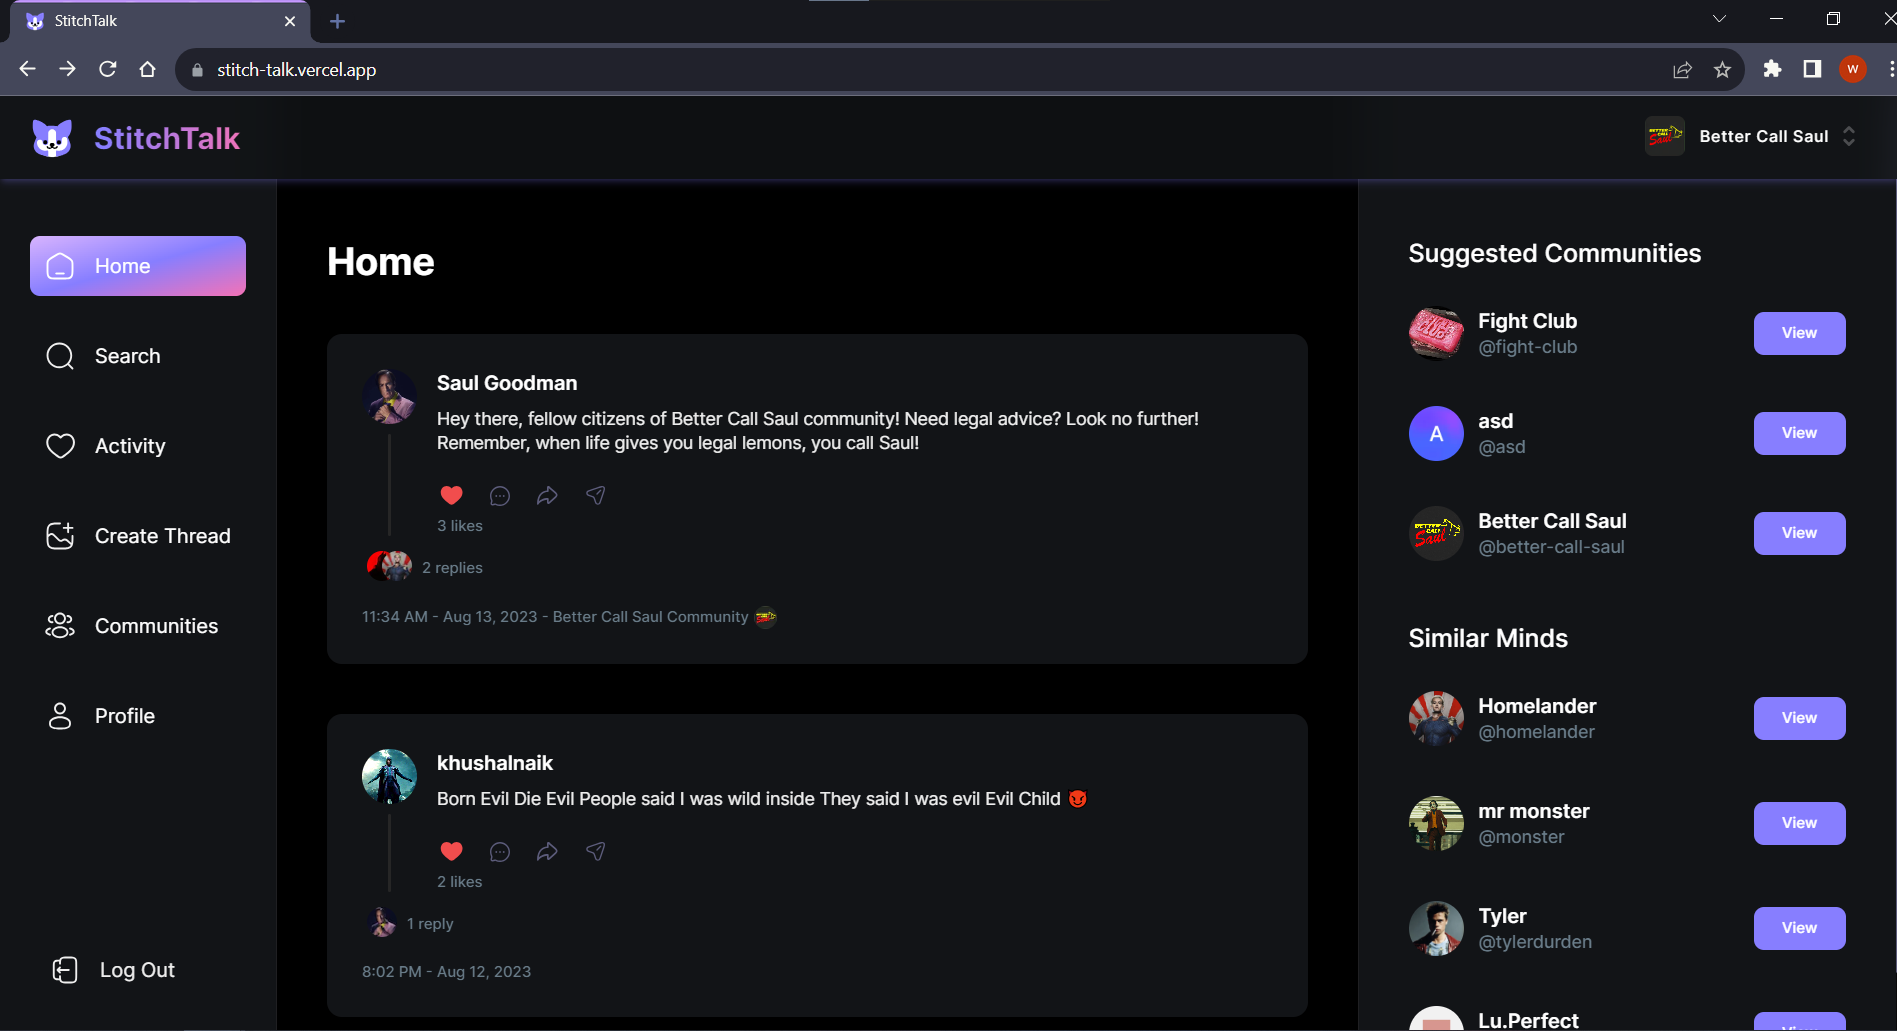 StitchTalk
stitch-talk.vercel.app
W
StitchTalk
Better Call Saul
Home
Search
Activity
Create Thread
Communities
Profile
Log Out
Home
Saul Goodman
Hey there, fellow citizens of Better Call Saul community! Need legal advice? Look no further!
Remember, when life gives you legal lemons, you call Saul!
3 likes
2 replies
11:34 AM - Aug 13, 2023 - Better Call Saul Community
khushalnaik
Born Evil Die Evil People said I was wild inside They said I was evil Evil Child 😈
2 likes
1 reply
8:02 PM - Aug 12, 2023
Suggested Communities
Fight Club
@fight-club
View
A
asd
@asd
View
BETTER CALL Saul
Better Call Saul
@better-call-saul
View
Similar Minds
Homelander
@homelander
View
mr monster
@monster
View
Tyler
@tylerdurden
View
Lu.Perfect
View